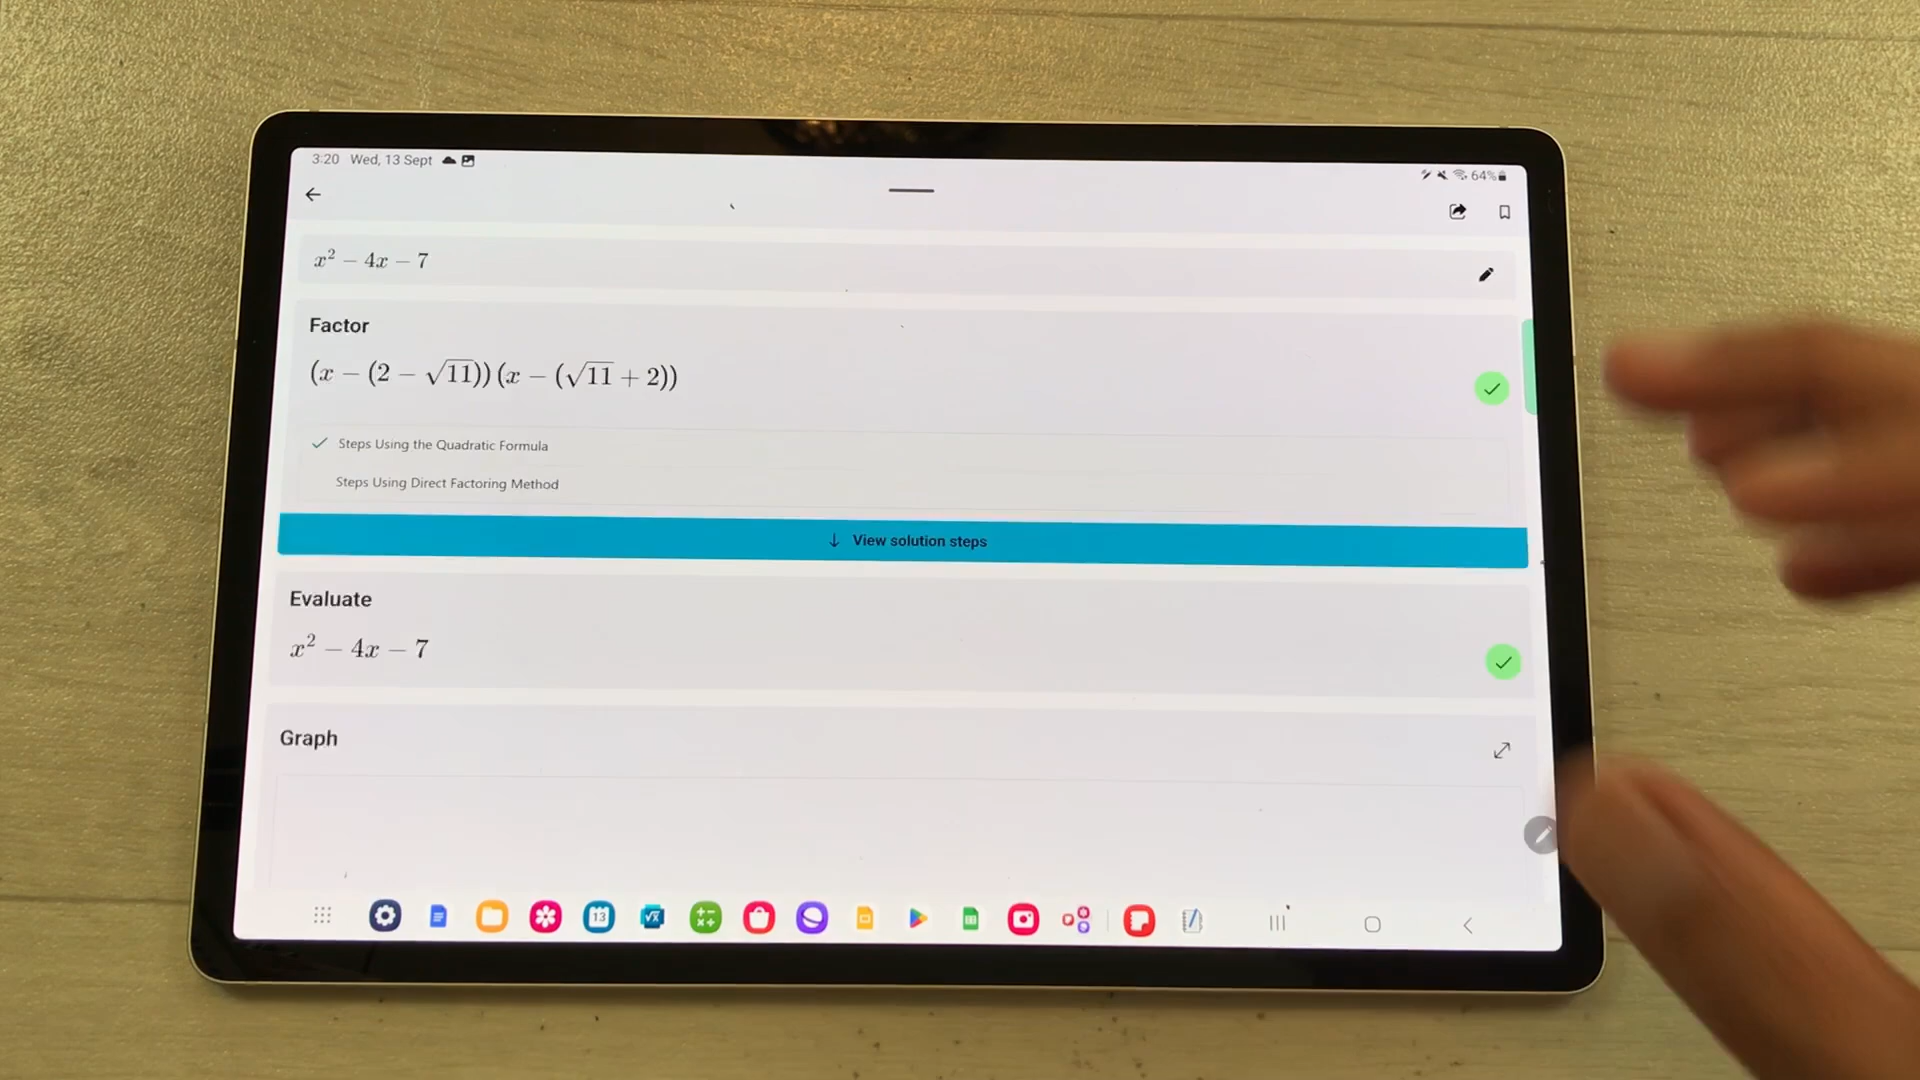 3:20 Wed, 13 Sept
64%
x² − 4x − 7
Factor
(x − (2 − √11))(x − (√11 + 2))
Steps Using the Quadratic Formula
Steps Using Direct Factoring Method
View solution steps
Evaluate
x² − 4x − 7
Graph
13